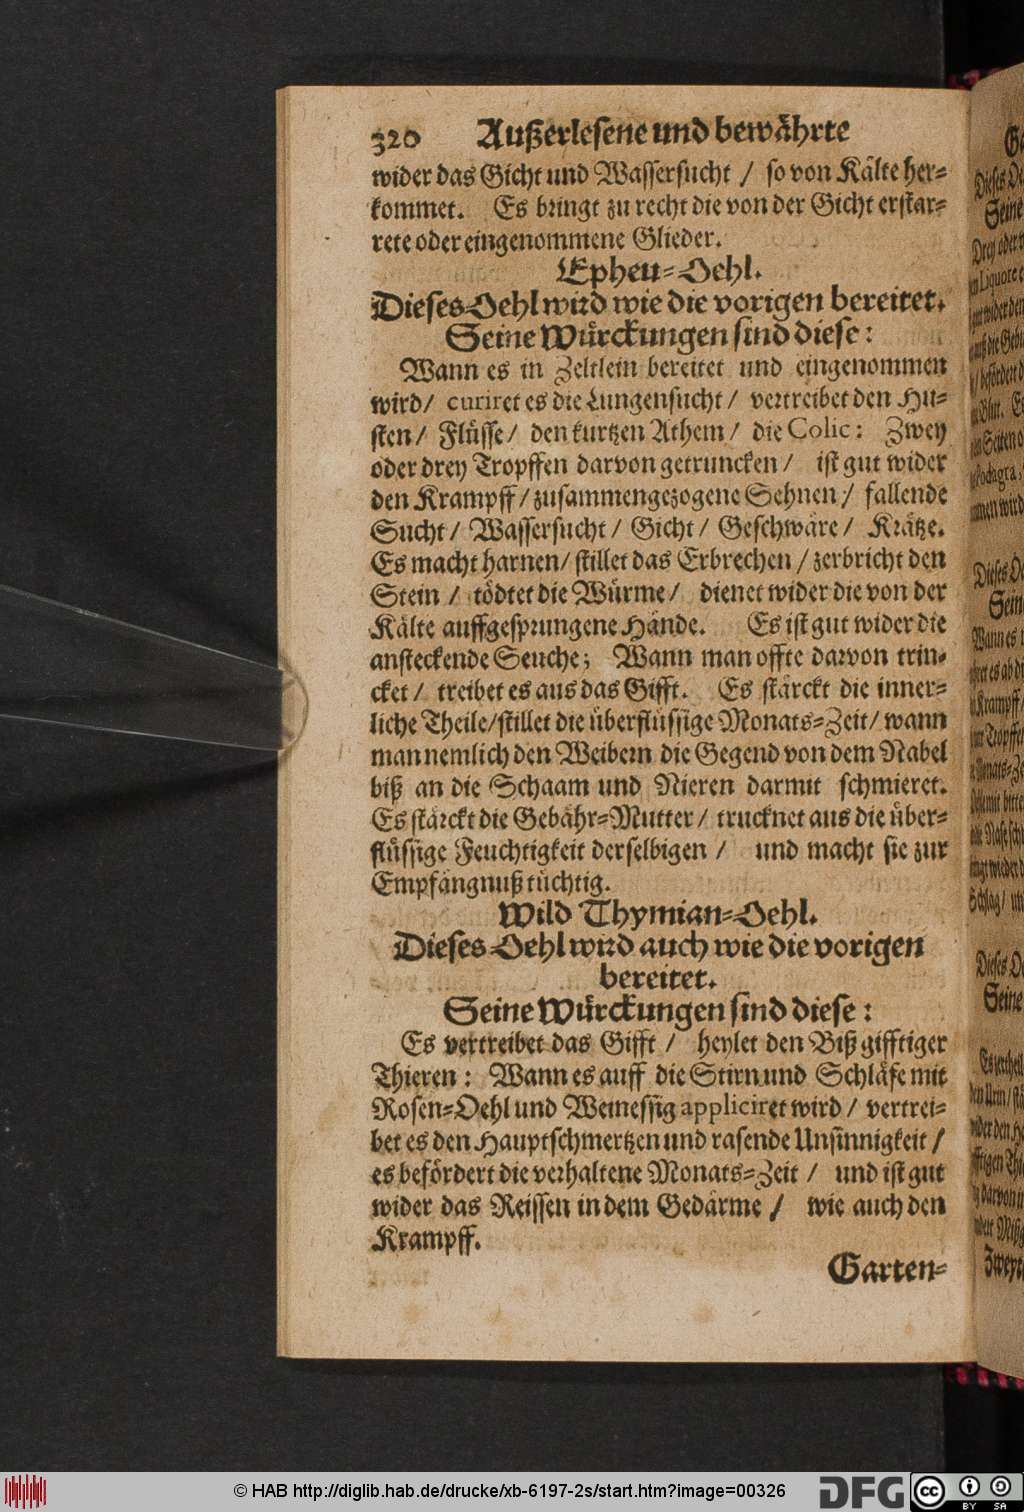 320 Außerlesene und bewährte
wider das Gicht und Wassersucht / so von Kälte her-
kommet. Es bringt zu recht die von der Gicht erstar-
rete oder eingenommene Glieder.
Epheu-Oehl.
Dieses Oehl wird wie die vorigen bereitet.
Seine Würckungen sind diese:
Wann es in Zeltlein bereitet und eingenommen
wird / curiret es die Lungensucht / vertreibet den Hu-
sten / Flüsse / den kurtzen Athem / die Colic: Zwey
oder drey Tropffen darvon getruncken / ist gut wider
den Krampff / zusammengezogene Sehnen / fallende
Sucht / Wassersucht / Gicht / Geschwäre / Krätze.
Es macht harnen / stillet das Erbrechen / zerbricht den
Stein / tödtet die Würme / dienet wider die von der
Kälte auffgesprungene Hände. Es ist gut wider die
ansteckende Seuche; Wann man offte darvon trin-
cket / treibet es aus das Gifft. Es stärckt die inner-
liche Theile / stillet die überflüssige Monats-Zeit / wann
man nemlich den Weibern die Gegend von dem Nabel
biß an die Schaam und Nieren darmit schmieret.
Es stärckt die Gebähr-Mutter / trucknet aus die über-
flüssige Feuchtigkeit derselbigen / und macht sie zur
Empfängnuß tüchtig.
Wild Thymian-Oehl.
Dieses Oehl wird auch wie die vorigen
bereitet.
Seine Würckungen sind diese:
Es vertreibet das Gifft / heylet den Biß gifftiger
Thieren: Wann es auff die Stirn und Schläfe mit
Rosen-Oehl und Weinessig appliciret wird / vertrei-
bet es den Hauptschmertzen und rasende Unsinnigkeit /
es befördert die verhaltene Monats-Zeit / und ist gut
wider das Reissen in dem Gedärme / wie auch den
Krampff.
Garten-
© HAB http://diglib.hab.de/drucke/xb-6197-2s/start.htm?image=00326
DFG
cc BY SA